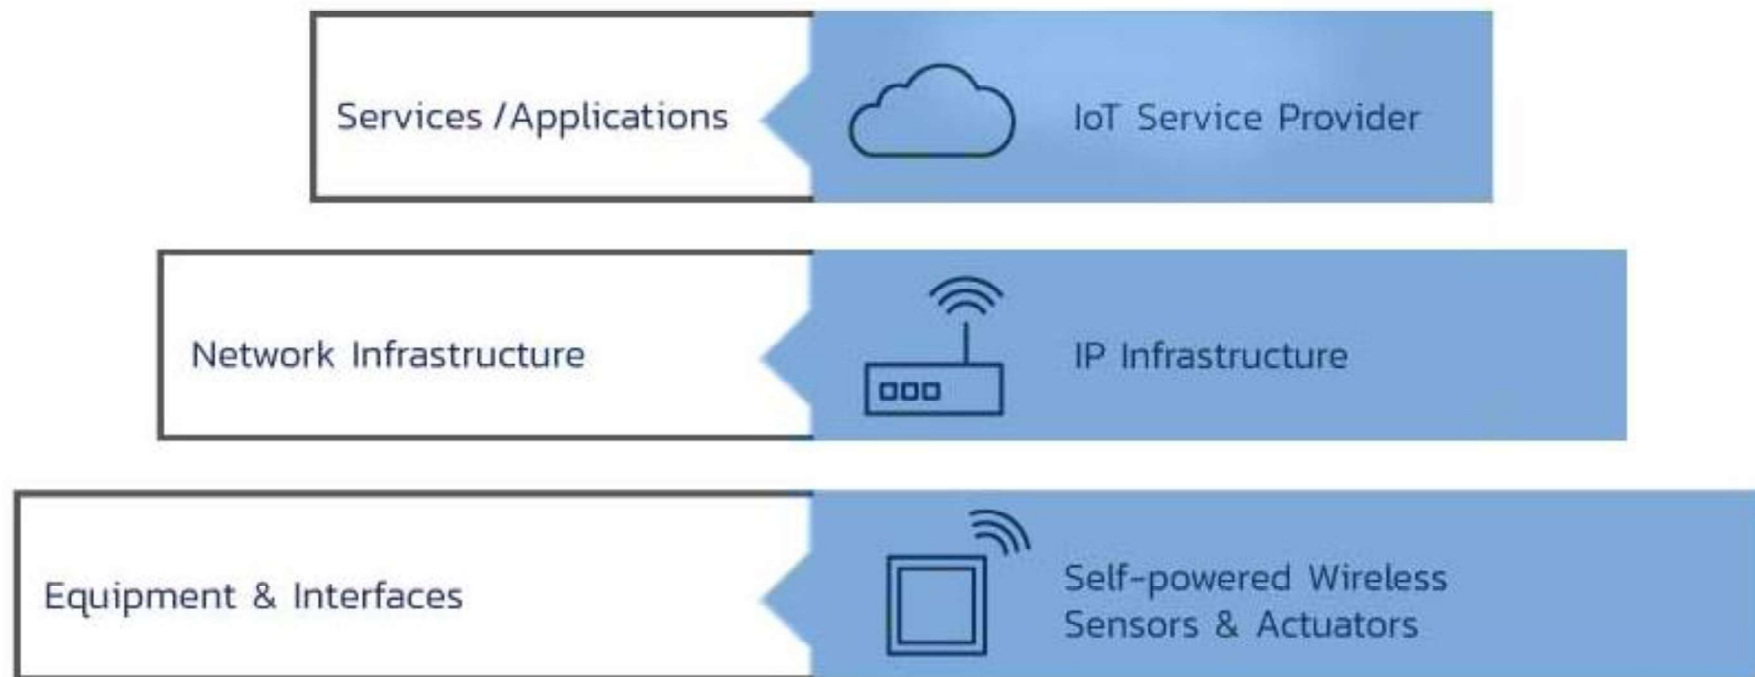 Services /Applications
IoT Service Provider
Network Infrastructure
IP Infrastructure
Equipment & Interfaces
Self-powered Wireless
Sensors & Actuators